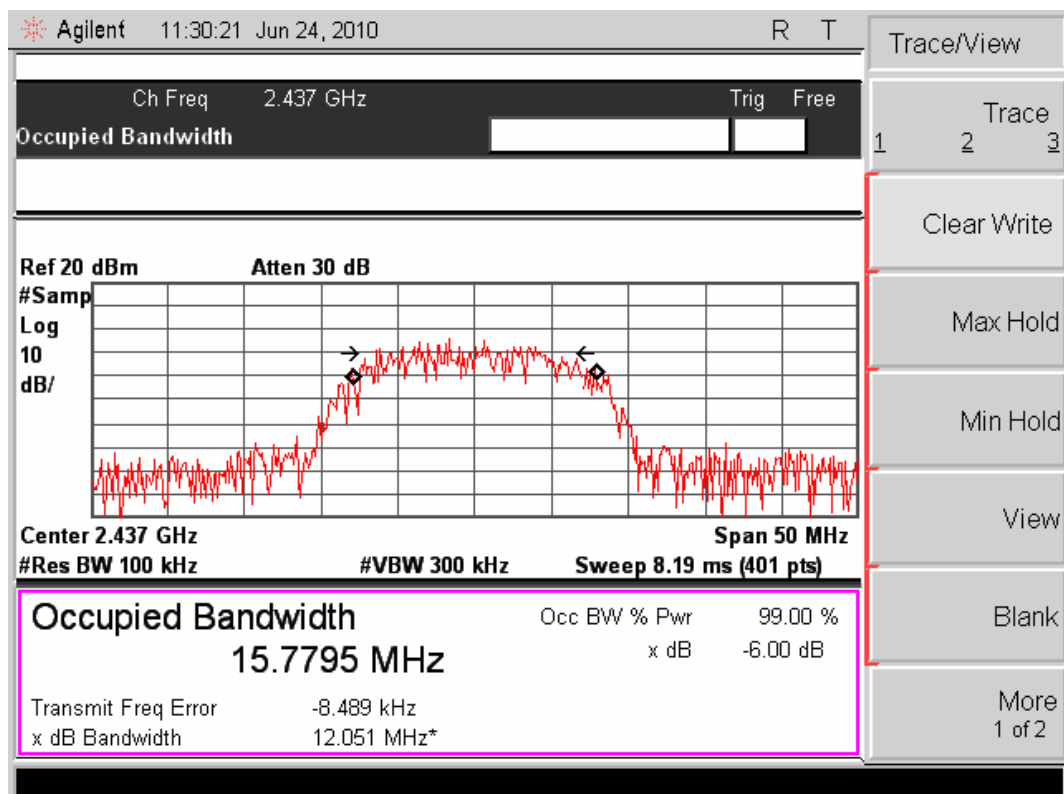 Agilent 11:30:21 Jun 24, 2010 R T
Ch Freq 2.437 GHz Trig Free
Occupied Bandwidth
Ref 20 dBm Atten 30 dB
#Samp
Log
10
dB/
Center 2.437 GHz Span 50 MHz
#Res BW 100 kHz #VBW 300 kHz Sweep 8.19 ms (401 pts)
Occupied Bandwidth Occ BW % Pwr 99.00 %
15.7795 MHz x dB -6.00 dB
Transmit Freq Error -8.489 kHz
x dB Bandwidth 12.051 MHz*
Trace/View
Trace
1 2 3
Clear Write
Max Hold
Min Hold
View
Blank
More
1 of 2